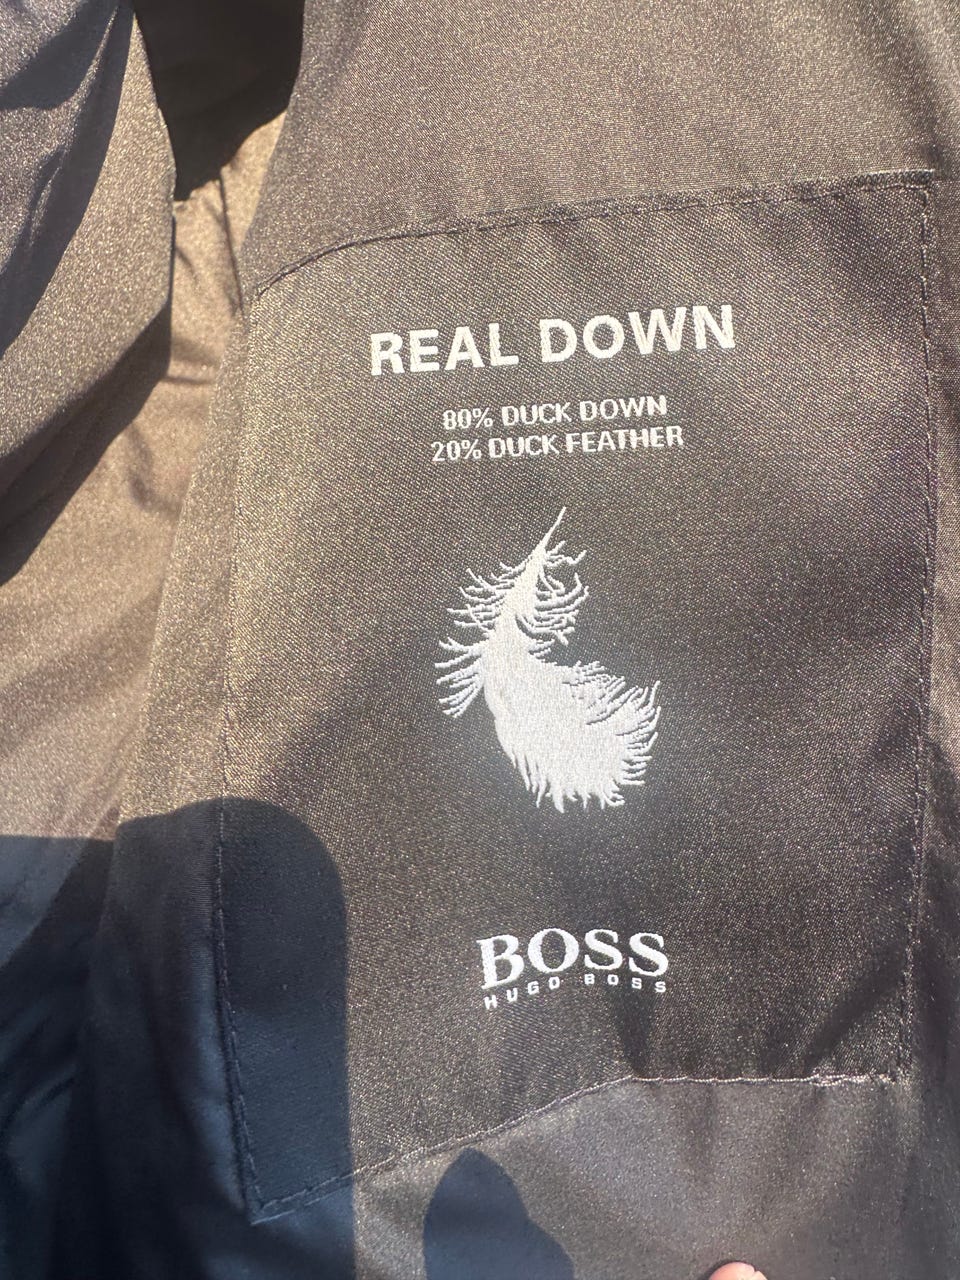 REAL DOWN
80% DUCK DOWN
20% DUCK FEATHER
BOSS
HUGO BOSS